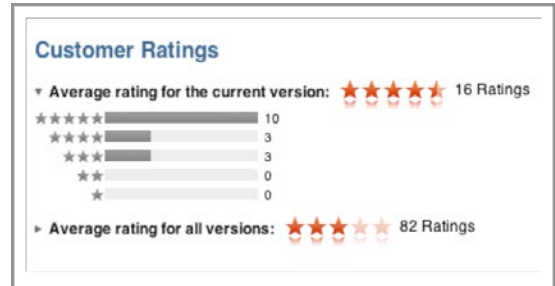 Customer Ratings
Average rating for the current version: 16 Ratings
10
3
3
0
0
Average rating for all versions: 82 Ratings